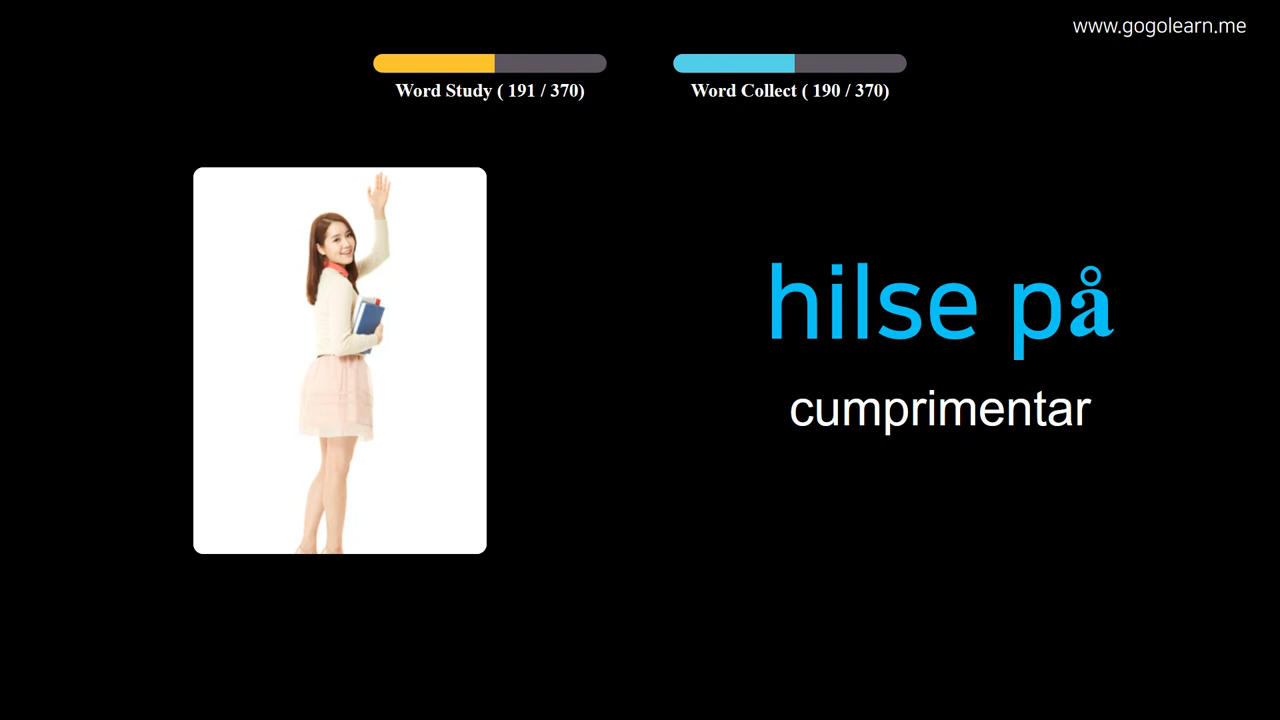 www.gogolearn.me
Word Study ( 191 / 370)
Word Collect ( 190 / 370)
hilse på
cumprimentar